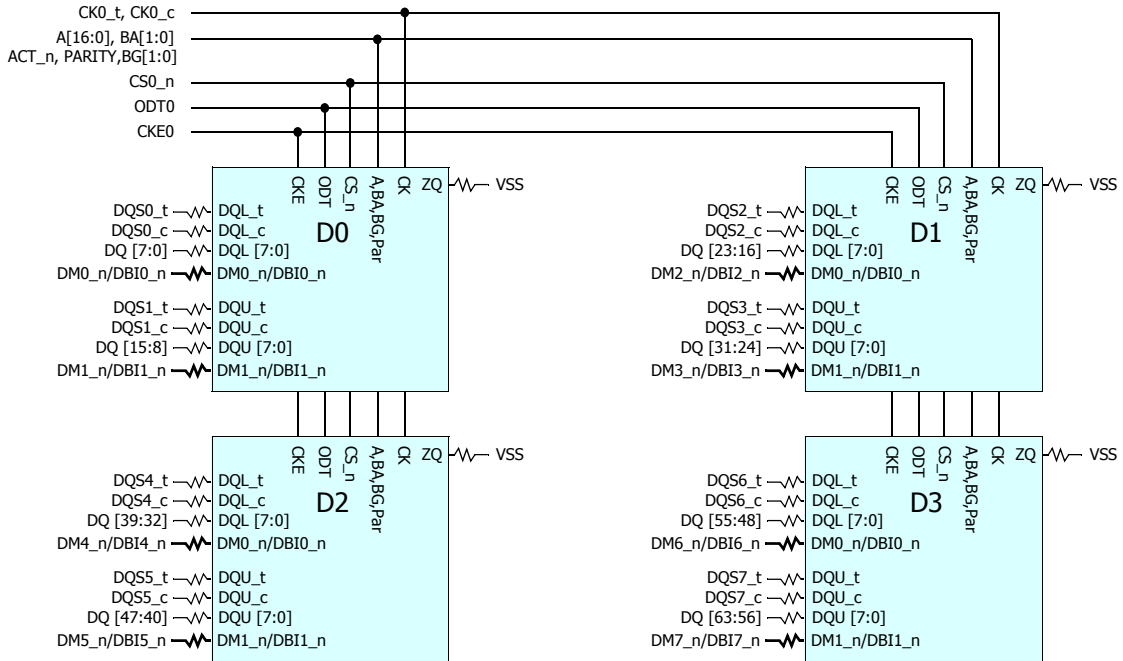 CK0_t, CK0_c
A[16:0], BA[1:0]
ACT_n, PARITY,BG[1:0]
CS0_n
ODT0
CKE0
CKE ODT CS_n A,BA,BG,Par CK ZQ VSS
D0
DQS0_t DQL_t
DQS0_c DQL_c
DQ [7:0] DQL [7:0]
DM0_n/DBI0_n DM0_n/DBI0_n
DQS1_t DQU_t
DQS1_c DQU_c
DQ [15:8] DQU [7:0]
DM1_n/DBI1_n DM1_n/DBI1_n
CKE ODT CS_n A,BA,BG,Par CK ZQ VSS
D1
DQS2_t DQL_t
DQS2_c DQL_c
DQ [23:16] DQL [7:0]
DM2_n/DBI2_n DM0_n/DBI0_n
DQS3_t DQU_t
DQS3_c DQU_c
DQ [31:24] DQU [7:0]
DM3_n/DBI3_n DM1_n/DBI1_n
CKE ODT CS_n A,BA,BG,Par CK ZQ VSS
D2
DQS4_t DQL_t
DQS4_c DQL_c
DQ [39:32] DQL [7:0]
DM4_n/DBI4_n DM0_n/DBI0_n
DQS5_t DQU_t
DQS5_c DQU_c
DQ [47:40] DQU [7:0]
DM5_n/DBI5_n DM1_n/DBI1_n
CKE ODT CS_n A,BA,BG,Par CK ZQ VSS
D3
DQS6_t DQL_t
DQS6_c DQL_c
DQ [55:48] DQL [7:0]
DM6_n/DBI6_n DM0_n/DBI0_n
DQS7_t DQU_t
DQS7_c DQU_c
DQ [63:56] DQU [7:0]
DM7_n/DBI7_n DM1_n/DBI1_n